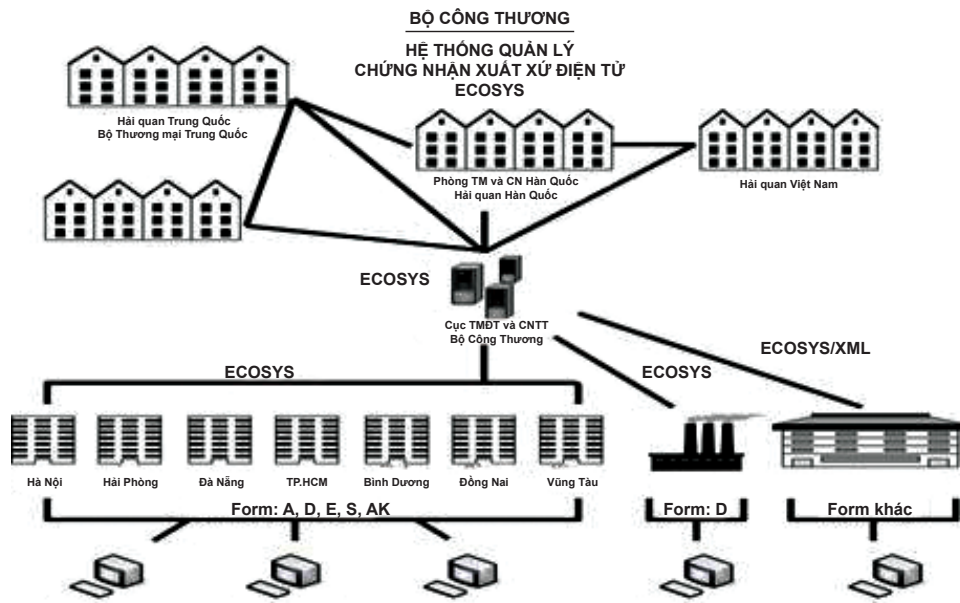 BỘ CÔNG THƯƠNG
HỆ THỐNG QUẢN LÝ
CHỨNG NHẬN XUẤT XỨ ĐIỆN TỬ
ECOSYS
Hải quan Trung Quốc
Bộ Thương mại Trung Quốc
Phòng TM và CN Hàn Quốc
Hải quan Hàn Quốc
Hải quan Việt Nam
ECOSYS
Cục TMĐT và CNTT
Bộ Công Thương
ECOSYS/XML
ECOSYS
ECOSYS
Hà Nội
Hải Phòng
Đà Nẵng
TP.HCM
Bình Dương
Đồng Nai
Vũng Tàu
Form: A, D, E, S, AK
Form: D
Form khác